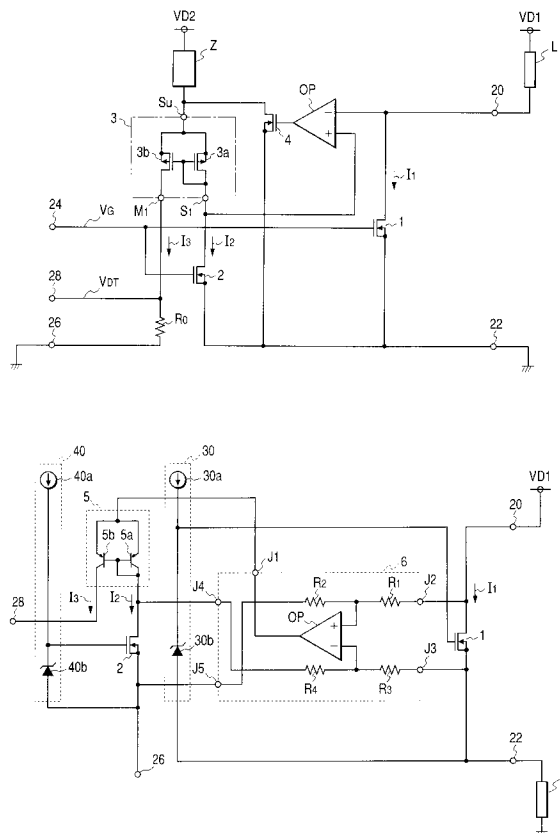 VD2
VD1
Z
L
OP
20
Su
3
4
3b
3a
I1
24
VG
M1
S1
1
I3
I2
28
VDT
2
26
R0
22
40
30
VD1
40a
30a
20
5
6
5b
5a
J1
R2
R1
J2
I1
I3
I2
J4
28
OP
1
2
30b
40b
J5
R4
R3
J3
26
22